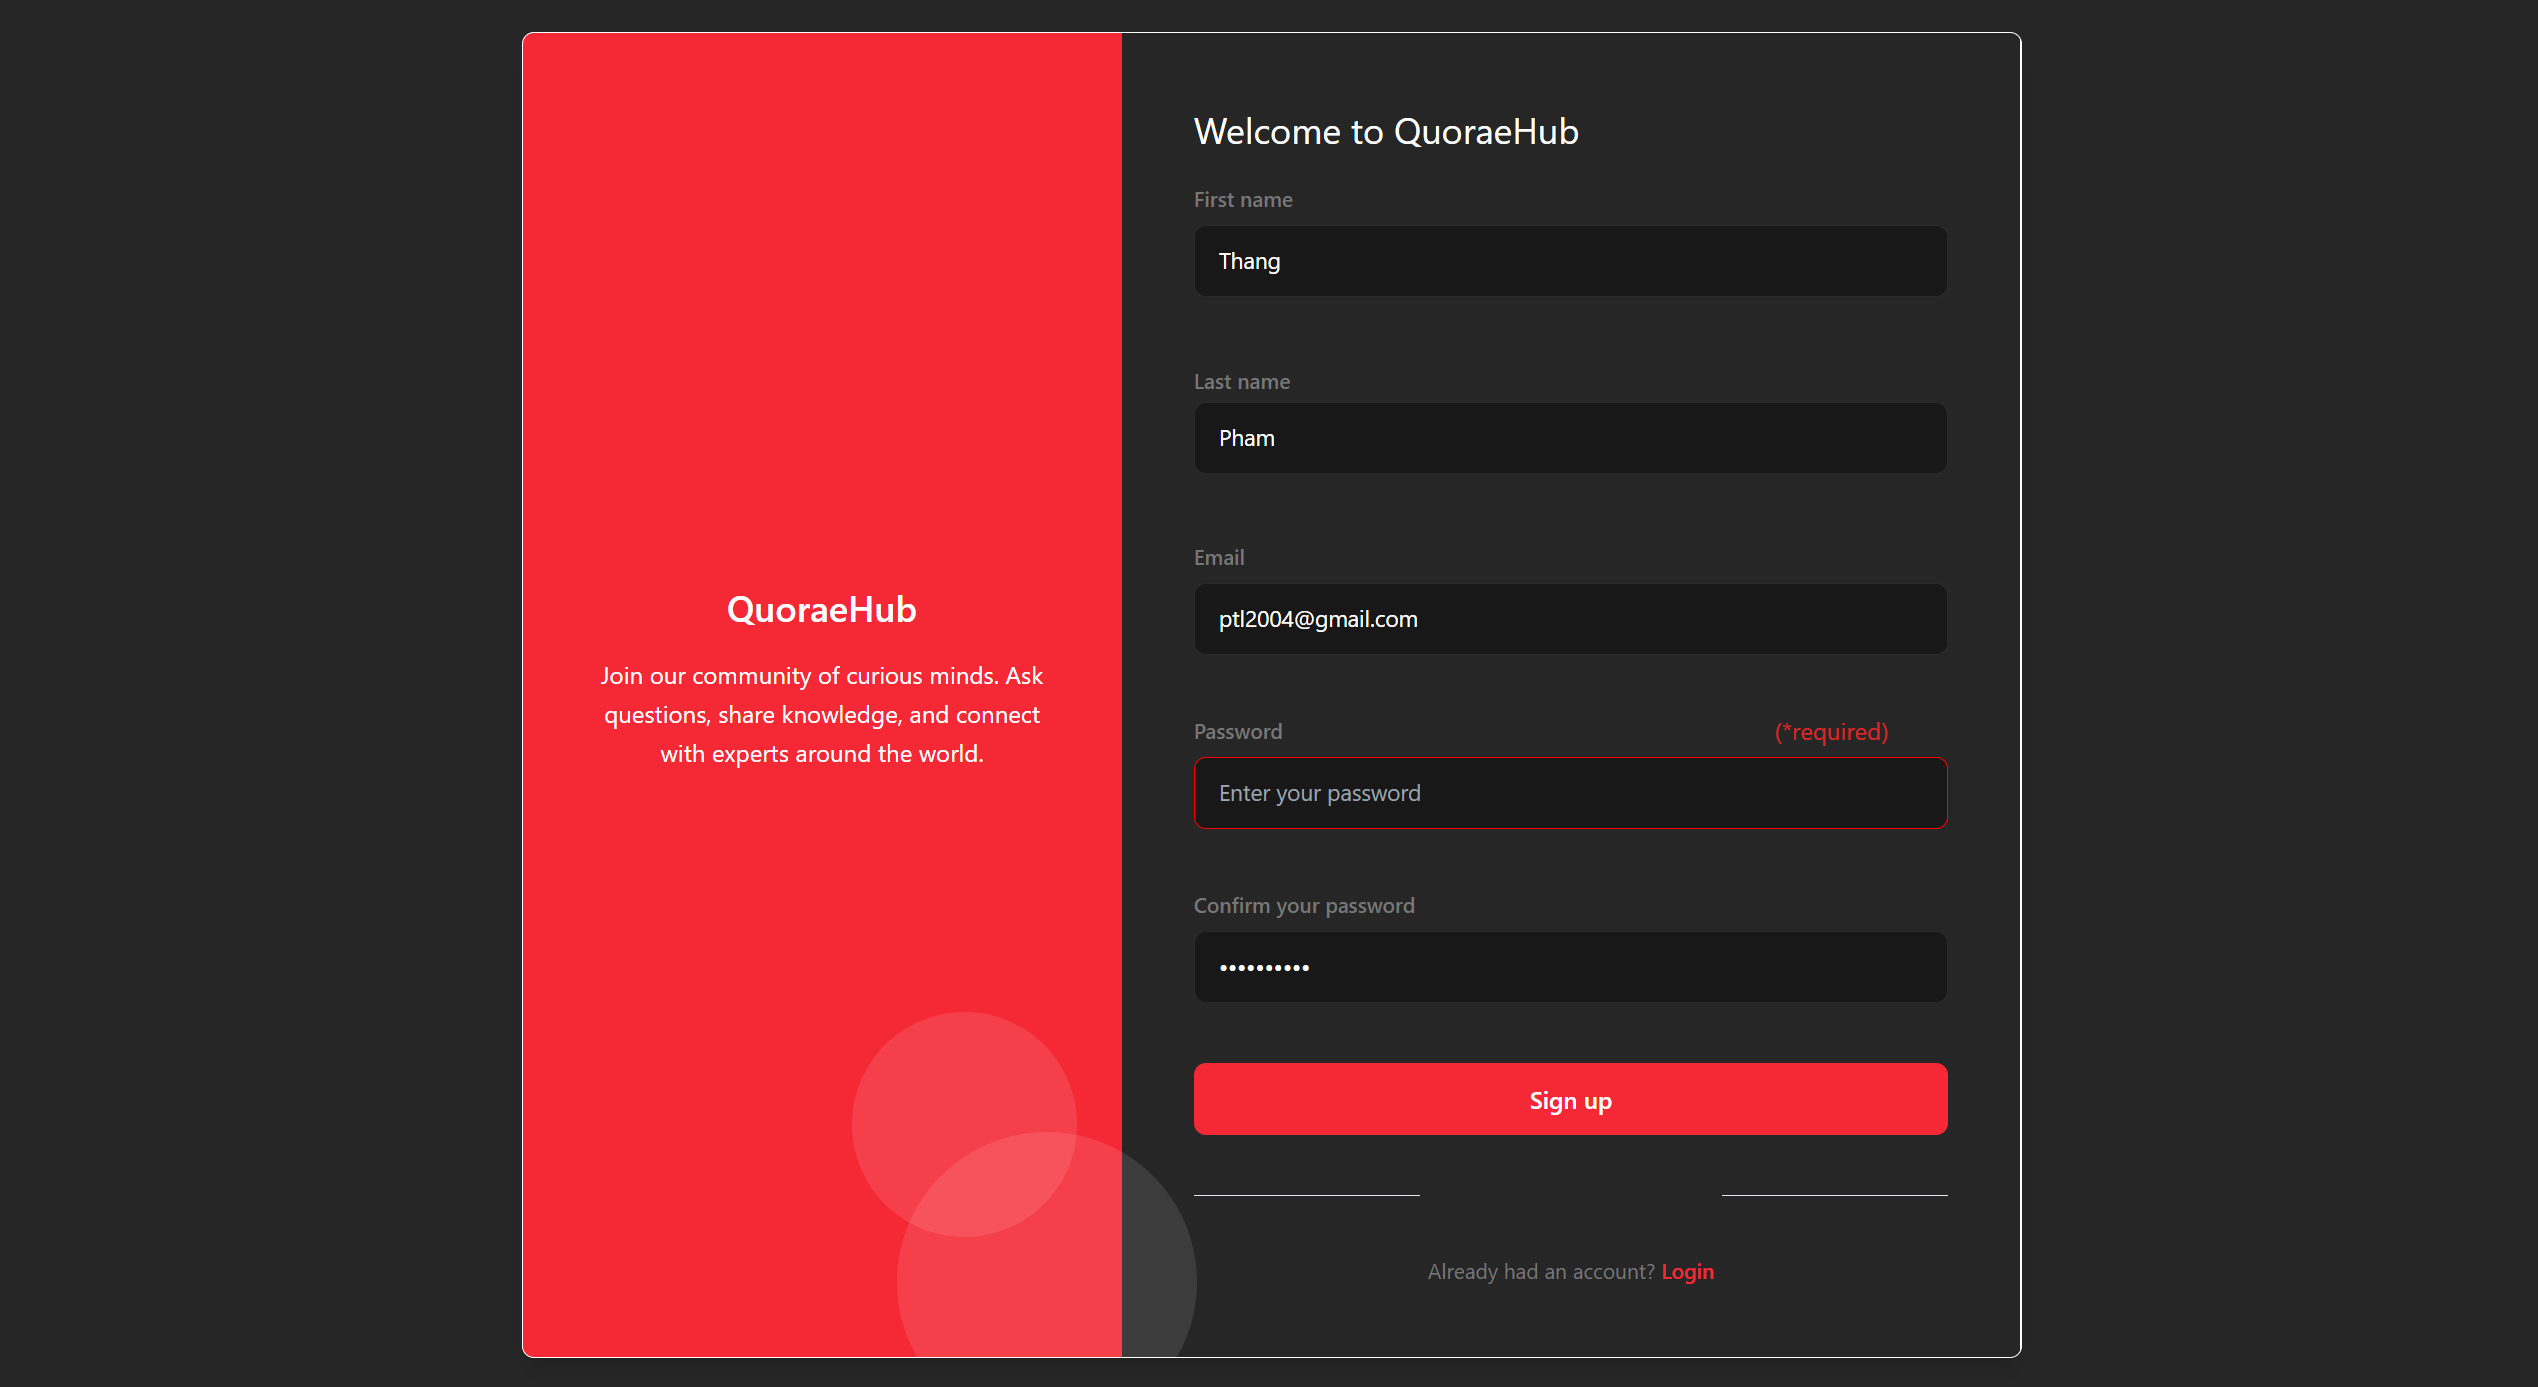 QuoraeHub
Join our community of curious minds. Ask
questions, share knowledge, and connect
with experts around the world.
Welcome to QuoraeHub
First name
Thang
Last name
Pham
Email
ptl2004@gmail.com
Password (*required)
Enter your password
Confirm your password
••••••••••
Sign up
Already had an account? Login